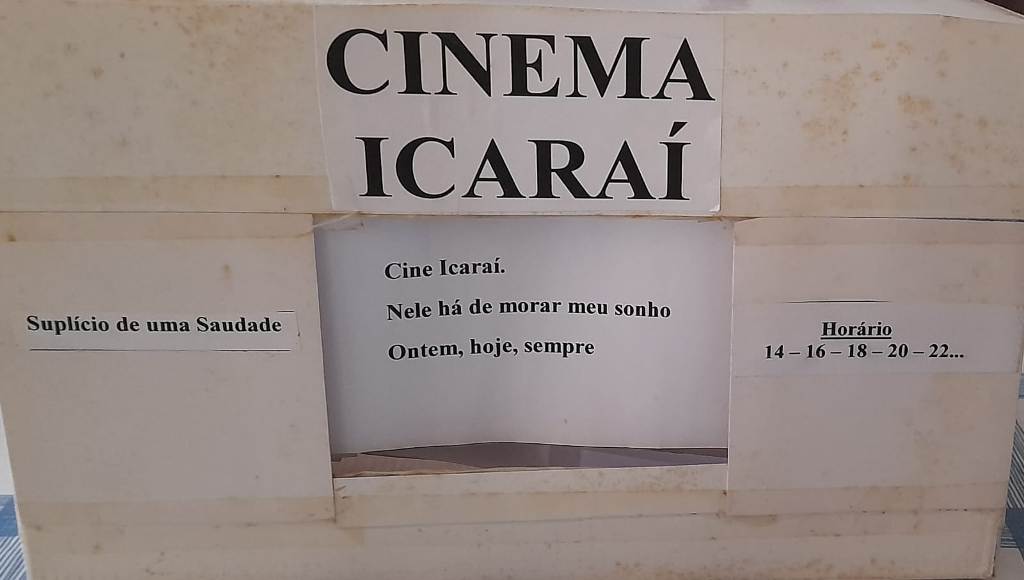 CINEMA
ICARAÍ
Cine Icaraí.
Nele há de morar meu sonho
Ontem, hoje, sempre
Suplício de uma Saudade
Horário
14 – 16 – 18 – 20 – 22...